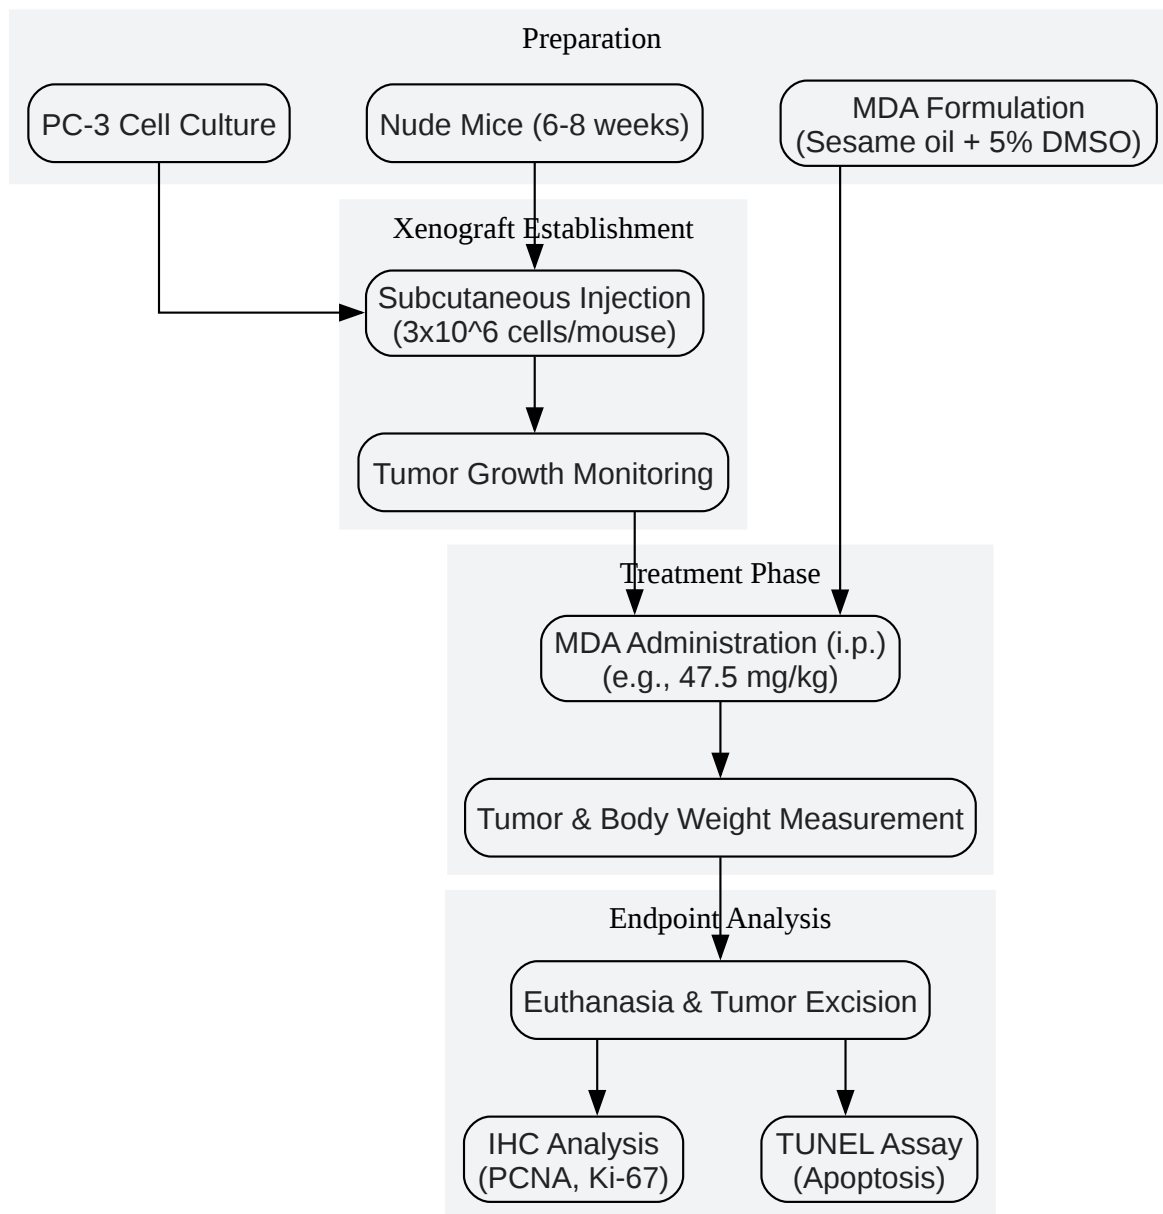 Preparation
PC-3 Cell Culture
Nude Mice (6-8 weeks)
MDA Formulation
(Sesame oil + 5% DMSO)
Xenograft Establishment
Subcutaneous Injection
(3x10^6 cells/mouse)
Tumor Growth Monitoring
Treatment Phase
MDA Administration (i.p.)
(e.g., 47.5 mg/kg)
Tumor & Body Weight Measurement
Endpoint Analysis
Euthanasia & Tumor Excision
IHC Analysis
(PCNA, Ki-67)
TUNEL Assay
(Apoptosis)